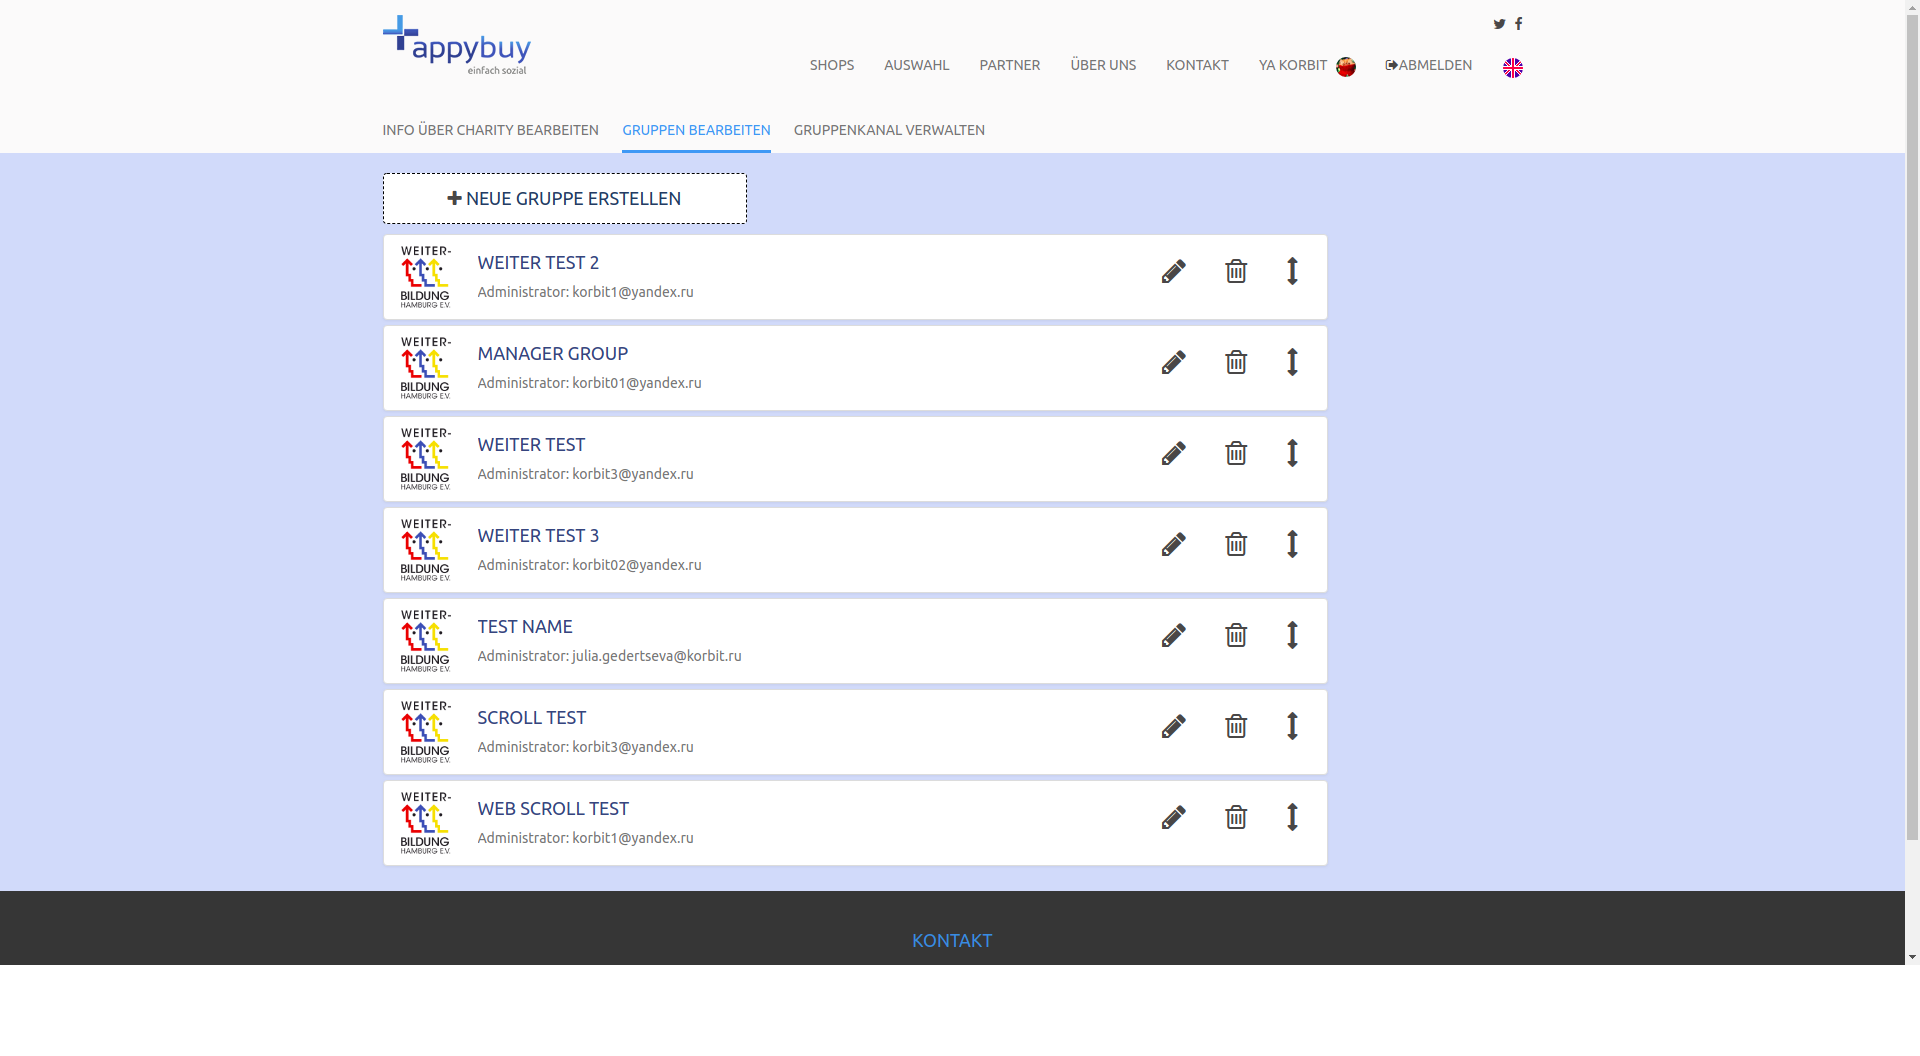 appybuy
einfach sozial
SHOPS AUSWAHL PARTNER ÜBER UNS KONTAKT YA KORBIT ABMELDEN
INFO ÜBER CHARITY BEARBEITEN GRUPPEN BEARBEITEN GRUPPENKANAL VERWALTEN
NEUE GRUPPE ERSTELLEN
WEITER-
BILDUNG
HAMBURG E.V.
WEITER TEST 2
Administrator: korbit1@yandex.ru
WEITER-
BILDUNG
HAMBURG E.V.
MANAGER GROUP
Administrator: korbit01@yandex.ru
WEITER-
BILDUNG
HAMBURG E.V.
WEITER TEST
Administrator: korbit3@yandex.ru
WEITER-
BILDUNG
HAMBURG E.V.
WEITER TEST 3
Administrator: korbit02@yandex.ru
WEITER-
BILDUNG
HAMBURG E.V.
TEST NAME
Administrator: julia.gedertseva@korbit.ru
WEITER-
BILDUNG
HAMBURG E.V.
SCROLL TEST
Administrator: korbit3@yandex.ru
WEITER-
BILDUNG
HAMBURG E.V.
WEB SCROLL TEST
Administrator: korbit1@yandex.ru
KONTAKT